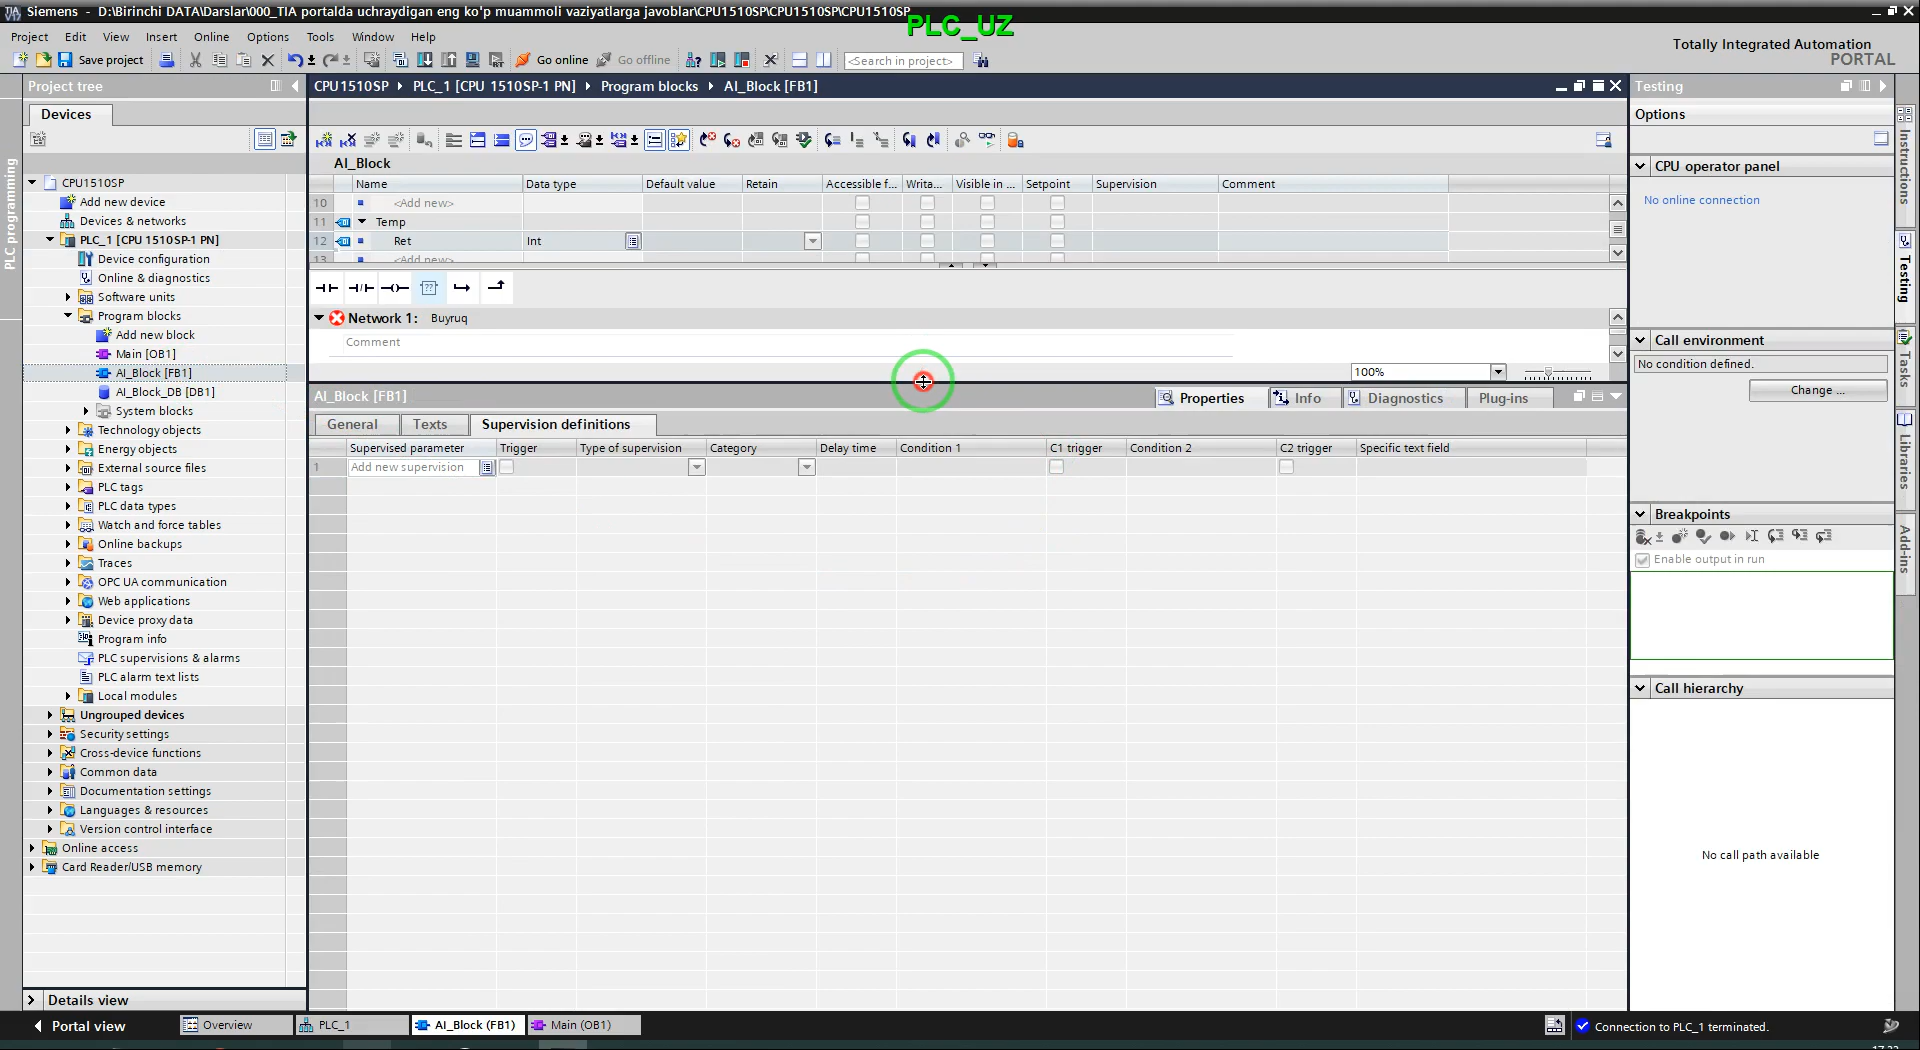 Siemens - D:\Birinchi DATA\Darslar\000_TIA portalda uchraydigan eng ko'p muammoli vaziyatlarga javoblar\CPU1510SP\CPU1510SP\CPU1510SP
PLC_UZ
Project Edit View Insert Online Options Tools Window Help
Totally Integrated Automation
PORTAL
Save project Go online Go offline <Search in project>
Project tree
CPU1510SP PLC_1 [CPU 1510SP-1 PN] Program blocks AI_Block [FB1]
Testing
Devices
Options
PLC programming
AI_Block
Name Data type Default value Retain Accessible f... Writa... Visible in ... Setpoint Supervision Comment
10 <Add new>
11 Temp
12 Ret Int
13 <Add new>
Network 1: Buyruq
Comment
100%
CPU1510SP
Add new device
Devices & networks
PLC_1 [CPU 1510SP-1 PN]
Device configuration
Online & diagnostics
Software units
Program blocks
Add new block
Main [OB1]
AI_Block [FB1]
AI_Block_DB [DB1]
System blocks
Technology objects
Energy objects
External source files
PLC tags
PLC data types
Watch and force tables
Online backups
Traces
OPC UA communication
Web applications
Device proxy data
Program info
PLC supervisions & alarms
PLC alarm text lists
Local modules
Ungrouped devices
Security settings
Cross-device functions
Common data
Documentation settings
Languages & resources
Version control interface
Online access
Card Reader/USB memory
Details view
AI_Block [FB1]
Properties Info Diagnostics Plug-ins
General Texts Supervision definitions
Supervised parameter Trigger Type of supervision Category Delay time Condition 1 C1 trigger Condition 2 C2 trigger Specific text field
1 Add new supervision
CPU operator panel
No online connection
Call environment
No condition defined.
Change ...
Breakpoints
Enable output in run
Call hierarchy
No call path available
Instructions
Testing
Tasks
Libraries
Add-ins
Portal view Overview PLC_1 AI_Block (FB1) Main (OB1) Connection to PLC_1 terminated.